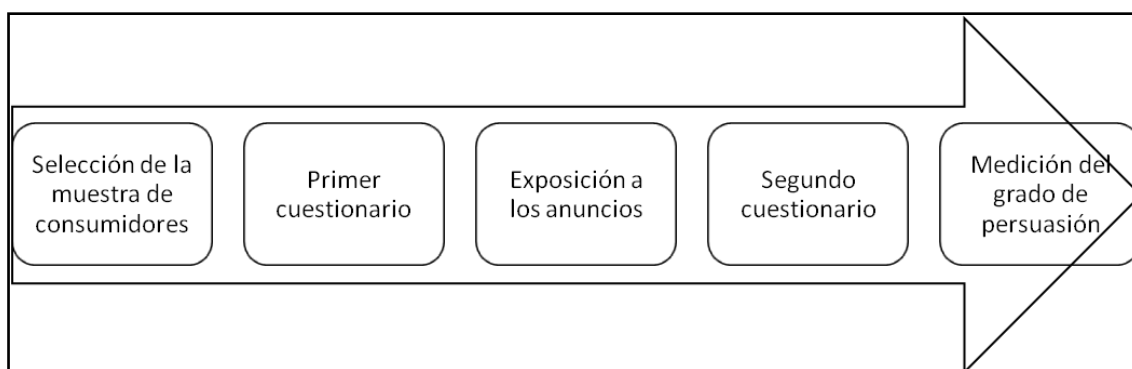 Selección de la
muestra de
consumidores
Primer
cuestionario
Exposición a
los anuncios
Segundo
cuestionario
Medición del
grado de
persuasión